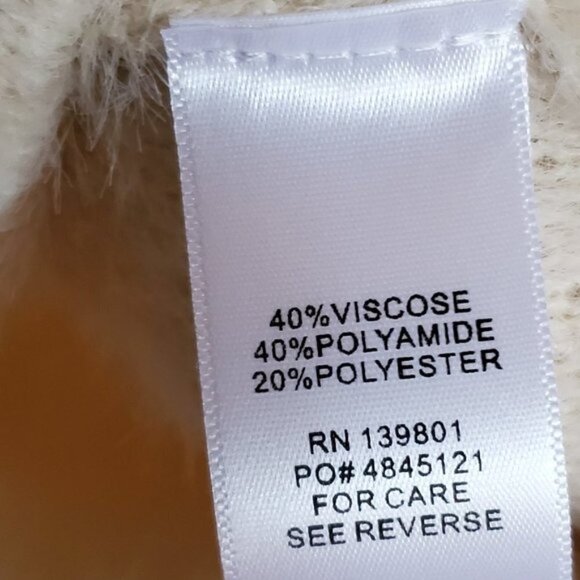 40%VISCOSE
40%POLYAMIDE
20%POLYESTER
RN 139801
PO# 4845121
FOR CARE
SEE REVERSE